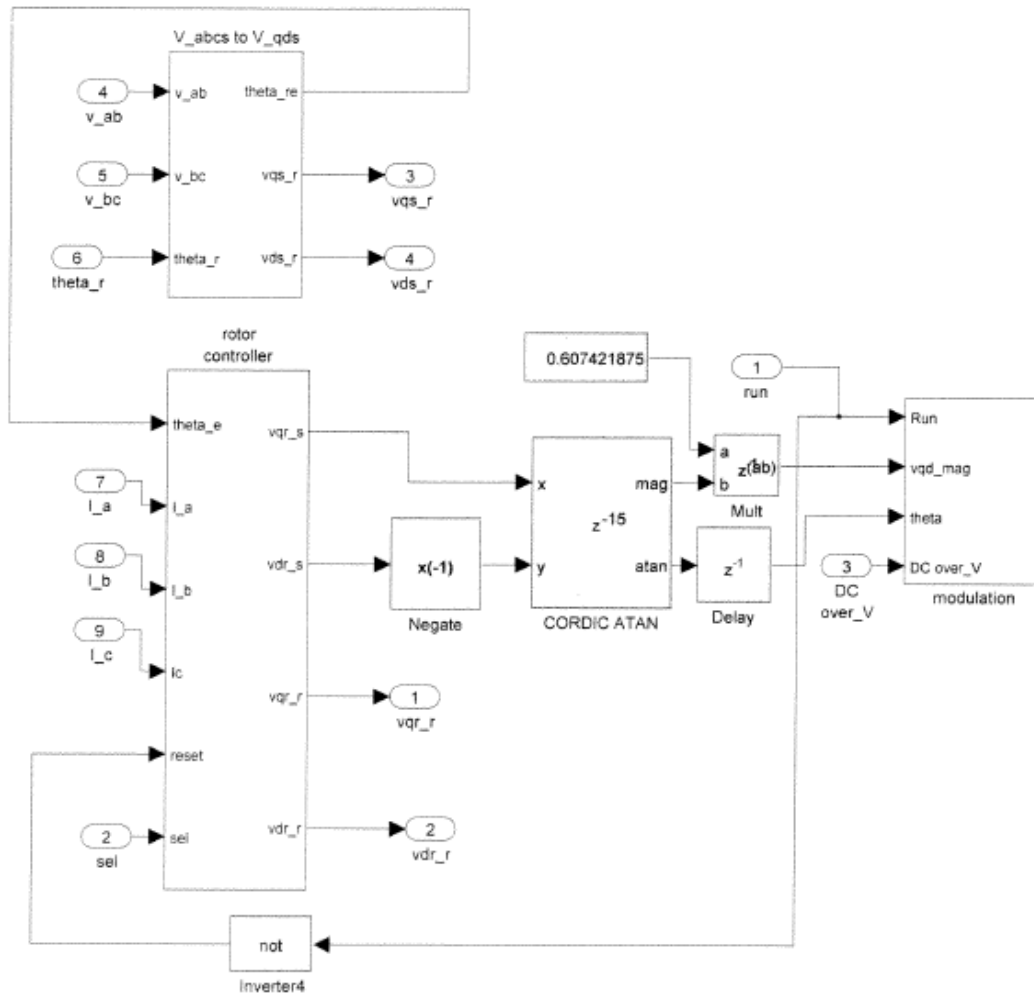 V_abcs to V_qds
4
v_ab
v_ab
theta_re
5
v_bc
v_bc
vqs_r
3
vqs_r
6
theta_r
theta_r
vds_r
4
vds_r
rotor
controller
0.607421875
1
run
theta_e
vqr_s
Run
a
b
z(ab)
Mult
vqd_mag
7
I_a
I_a
x
mag
z-15
theta
8
I_b
I_b
vdr_s
x(-1)
Negate
y
atan
CORDIC ATAN
z-1
Delay
3
DC
over_V
DC over_V
modulation
9
I_c
ic
vqr_r
1
vqr_r
reset
2
sel
sel
vdr_r
2
vdr_r
not
Inverter4